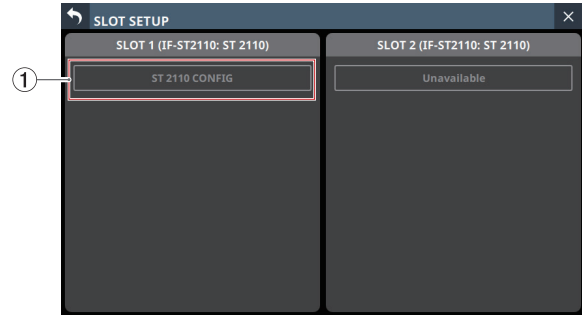 SLOT SETUP
SLOT 1 (IF-ST2110: ST 2110)
SLOT 2 (IF-ST2110: ST 2110)
1
ST 2110 CONFIG
Unavailable